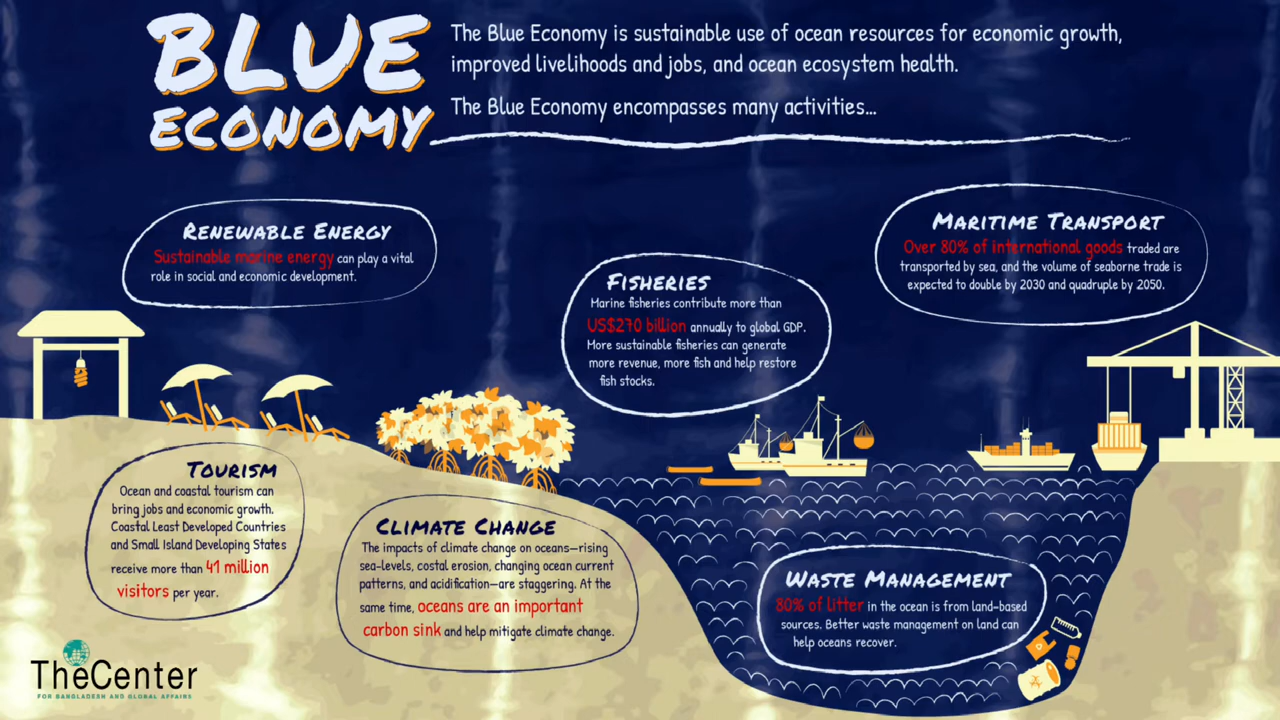 BLUE
ECONOMY
The Blue Economy is sustainable use of ocean resources for economic growth,
improved livelihoods and jobs, and ocean ecosystem health.
The Blue Economy encompasses many activities...
RENEWABLE ENERGY
Sustainable marine energy can play a vital
role in social and economic development.
FISHERIES
Marine fisheries contribute more than
US$270 billion annually to global GDP.
More sustainable fisheries can generate
more revenue, more fish and help restore
fish stocks.
MARITIME TRANSPORT
Over 80% of international goods traded are
transported by sea, and the volume of seaborne trade is
expected to double by 2030 and quadruple by 2050.
TOURISM
Ocean and coastal tourism can
bring jobs and economic growth.
Coastal Least Developed Countries
and Small Island Developing States
receive more than 41 million
visitors per year.
CLIMATE CHANGE
The impacts of climate change on oceans—rising
sea-levels, costal erosion, changing ocean current
patterns, and acidification—are staggering. At the
same time, oceans are an important
carbon sink and help mitigate climate change.
WASTE MANAGEMENT
80% of litter in the ocean is from land-based
sources. Better waste management on land can
help oceans recover.
TheCenter
FOR BANGLADESH AND GLOBAL AFFAIRS